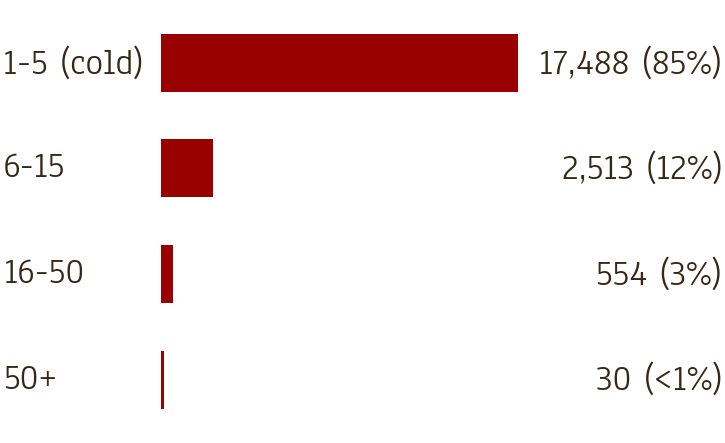 1-5 (cold) 17,488 (85%)
6-15 2,513 (12%)
16-50 554 (3%)
50+ 30 (<1%)